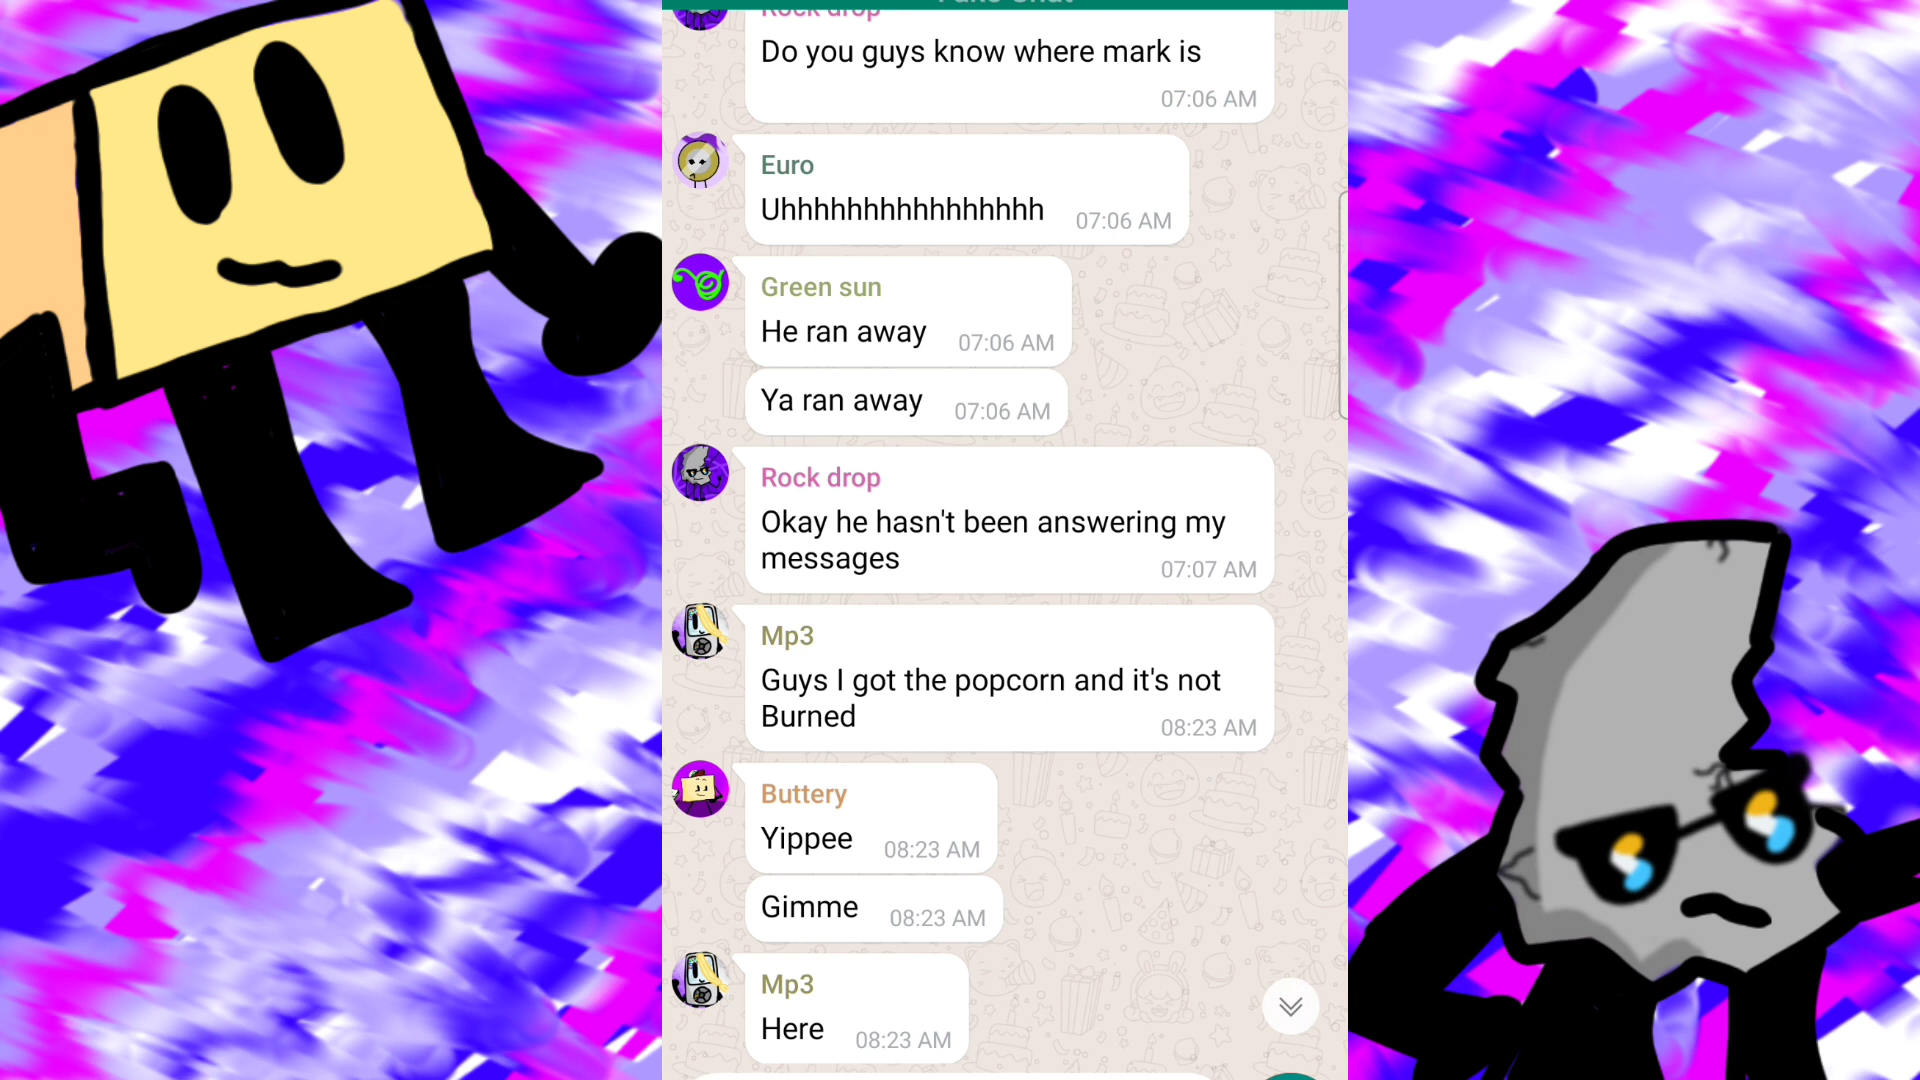 Rock drop
Do you guys know where mark is
07:06 AM
Euro
Uhhhhhhhhhhhhhhhhh 07:06 AM
Green sun
He ran away 07:06 AM
Ya ran away 07:06 AM
Rock drop
Okay he hasn't been answering my
messages 07:07 AM
Mp3
Guys I got the popcorn and it's not
Burned 08:23 AM
Buttery
Yippee 08:23 AM
Gimme 08:23 AM
Mp3
Here 08:23 AM